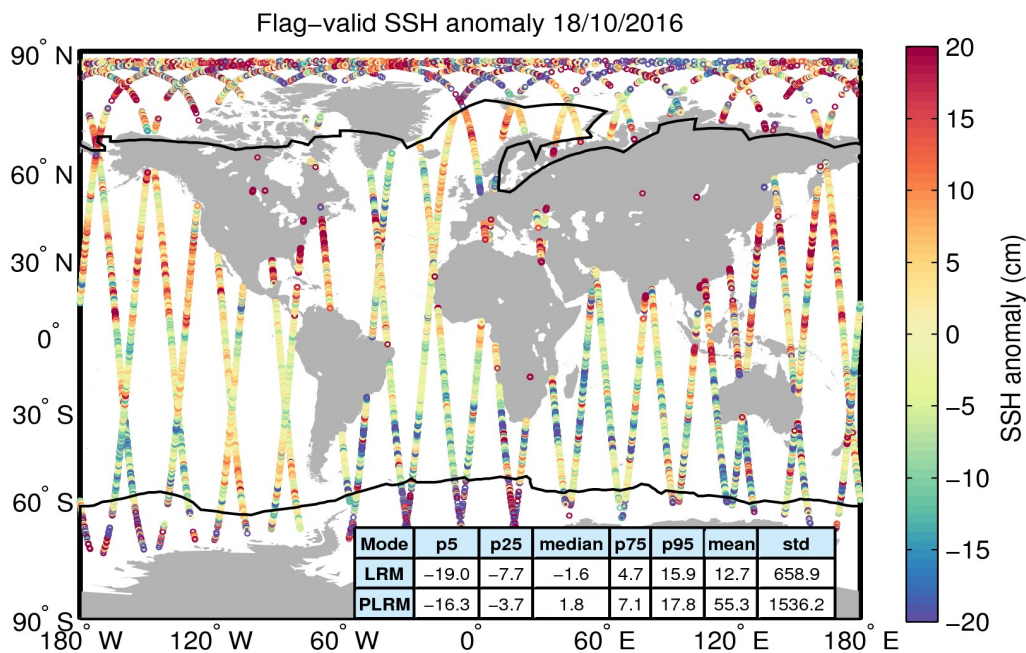 Flag−valid SSH anomaly 18/10/2016
90° N
60° N
30° N
0°
30° S
60° S
90° S
180° W
120° W
60° W
0°
60° E
120° E
180° E
Mode p5 p25 median p75 p95 mean std
LRM −19.0 −7.7 −1.6 4.7 15.9 12.7 658.9
PLRM −16.3 −3.7 1.8 7.1 17.8 55.3 1536.2
20
15
10
5
0
−5
−10
−15
−20
SSH anomaly (cm)